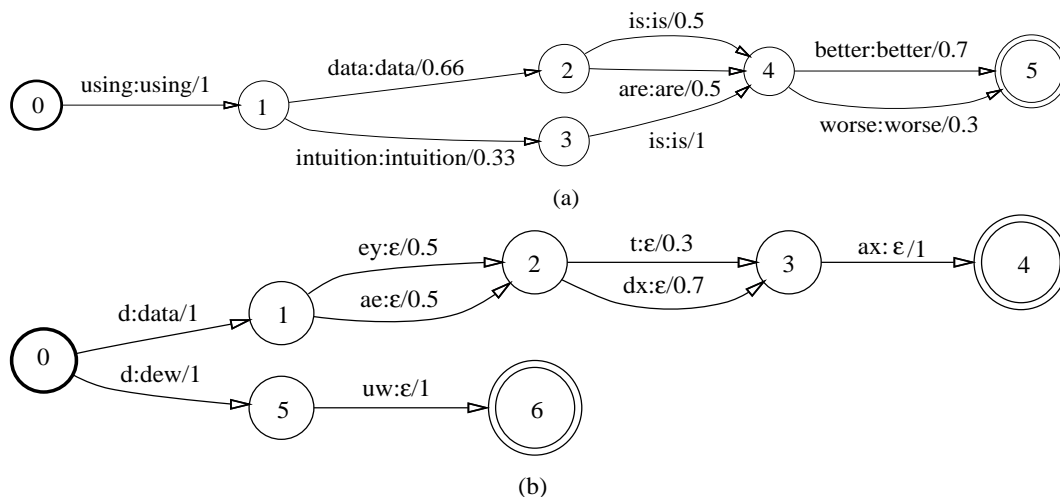 is:is/0.5
data:data/0.66
2
better:better/0.7
using:using/1
4
5
0
1
are:are/0.5
3
worse:worse/0.3
intuition:intuition/0.33
is:is/1
(a)
ey:ε/0.5
t:ε/0.3
ax: ε/1
2
3
4
ae:ε/0.5
dx:ε/0.7
d:data/1
1
0
d:dew/1
uw:ε/1
5
6
(b)